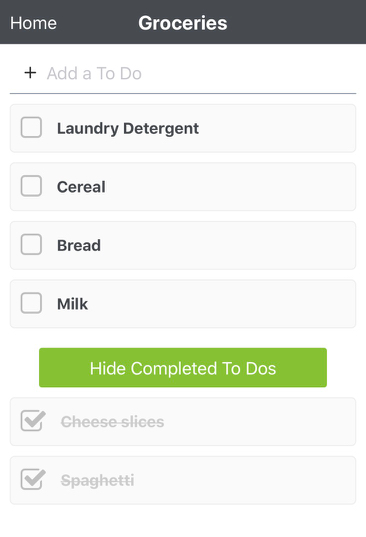 Home Groceries
+ Add a To Do
Laundry Detergent
Cereal
Bread
Milk
Hide Completed To Dos
Cheese slices
Spaghetti